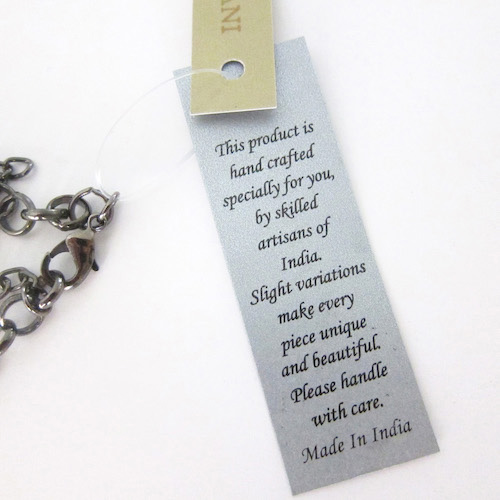 This product is
hand crafted
specially for you,
by skilled
artisans of
India.
Slight variations
make every
piece unique
and beautiful.
Please handle
with care.
Made In India